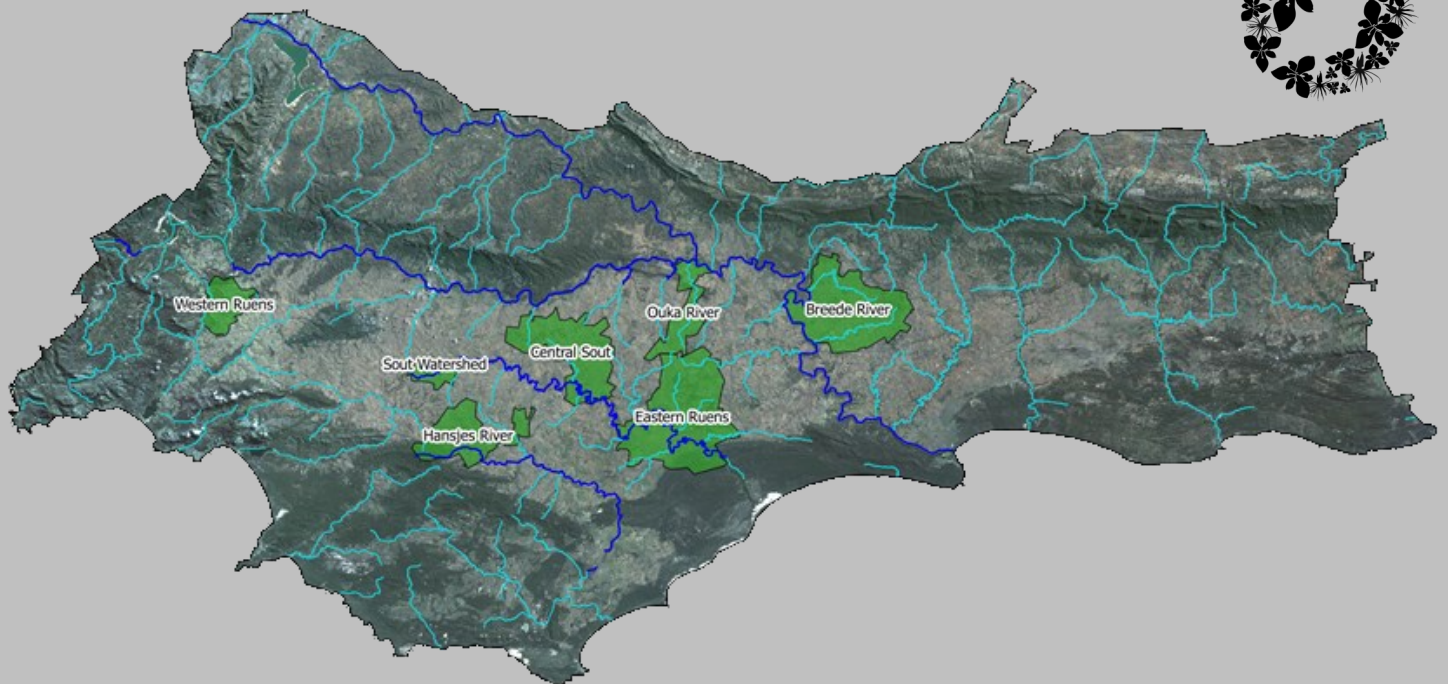 Western Ruens
Ouka River
Breede River
Central Sout
Sout Watershed
Eastern Ruens
Hansjes River